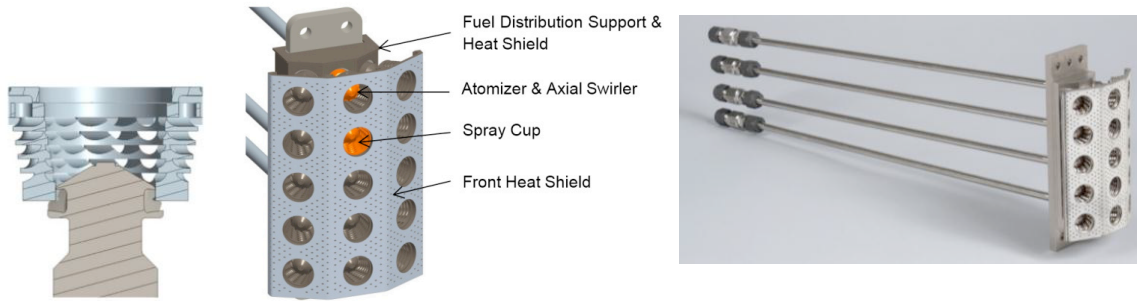 Fuel Distribution Support &
Heat Shield
Atomizer & Axial Swirler
Spray Cup
Front Heat Shield